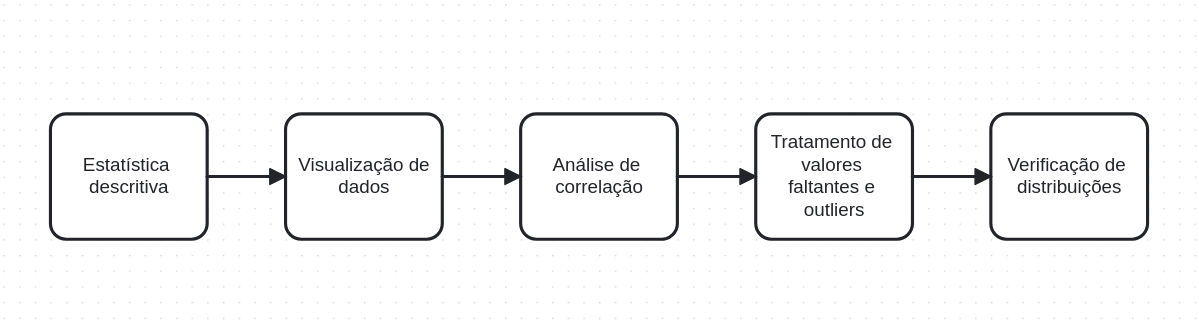 Estatística
descritiva
Visualização de
dados
Análise de
correlação
Tratamento de
valores
faltantes e
outliers
Verificação de
distribuições